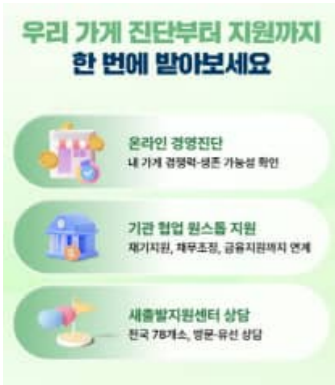 우리 가게 진단부터 지원까지
한 번에 받아보세요
온라인 경영진단
내 가게 경쟁력·생존 가능성 확인
기관 협업 원스톱 지원
재기지원, 채무조정, 금융지원까지 연계
새출발지원센터 상담
전국 78개소, 방문·유선 상담